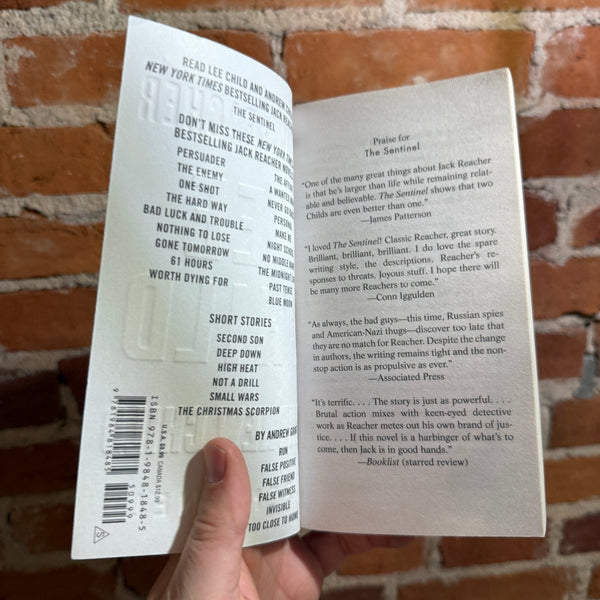 READ LEE CHILD AND ANDREW
NEW YORK TIMES BESTSELLING JACK REACHER
THE SENTINEL
DON'T MISS THESE NEW YORK TIMES
BESTSELLING JACK REACHER
PERSUADER
THE ENEMY
ONE SHOT
THE HARD WAY
BAD LUCK AND TROUBLE
NOTHING TO LOSE
GONE TOMORROW
61 HOURS
WORTH DYING FOR
THE
A WANTED
NEVER
PERSONAL
MAKE ME
NIGHT SCHOOL
NO MIDDLE
THE MIDNIGHT
PAST TENSE
BLUE MOON
SHORT STORIES
SECOND SON
DEEP DOWN
HIGH HEAT
NOT A DRILL
SMALL WARS
THE CHRISTMAS SCORPION
BY ANDREW
RUN
FALSE POSITIVE
FALSE FRIEND
FALSE WITNESS
INVISIBLE
TOO CLOSE TO HOME
U.S.A. $9.99 CANADA $12.99
ISBN 978-1-9848-1848-5
9 781984 818485
50999
S
Praise for
The Sentinel
"One of the many great things about Jack Reacher
is that he's larger than life while remaining relat-
able and believable. The Sentinel shows that two
Childs are even better than one."
—James Patterson
"I loved The Sentinel! Classic Reacher, great story.
Brilliant, brilliant, brilliant. I do love the spare
writing style, the descriptions. Reacher's re-
sponses to threats. Joyous stuff. I hope there will
be many more Reachers to come."
—Conn Iggulden
"As always, the bad guys—this time, Russian spies
and American-Nazi thugs—discover too late that
they are no match for Reacher. Despite the change
in authors, the writing remains tight and the non-
stop action is as propulsive as ever."
—Associated Press
"It's terrific. . . . The story is just as powerful. . . .
Brutal action mixes with keen-eyed detective
work as Reacher metes out his own brand of jus-
tice. . . . If this novel is a harbinger of what's to
come, then Jack is in good hands."
—Booklist (starred review)